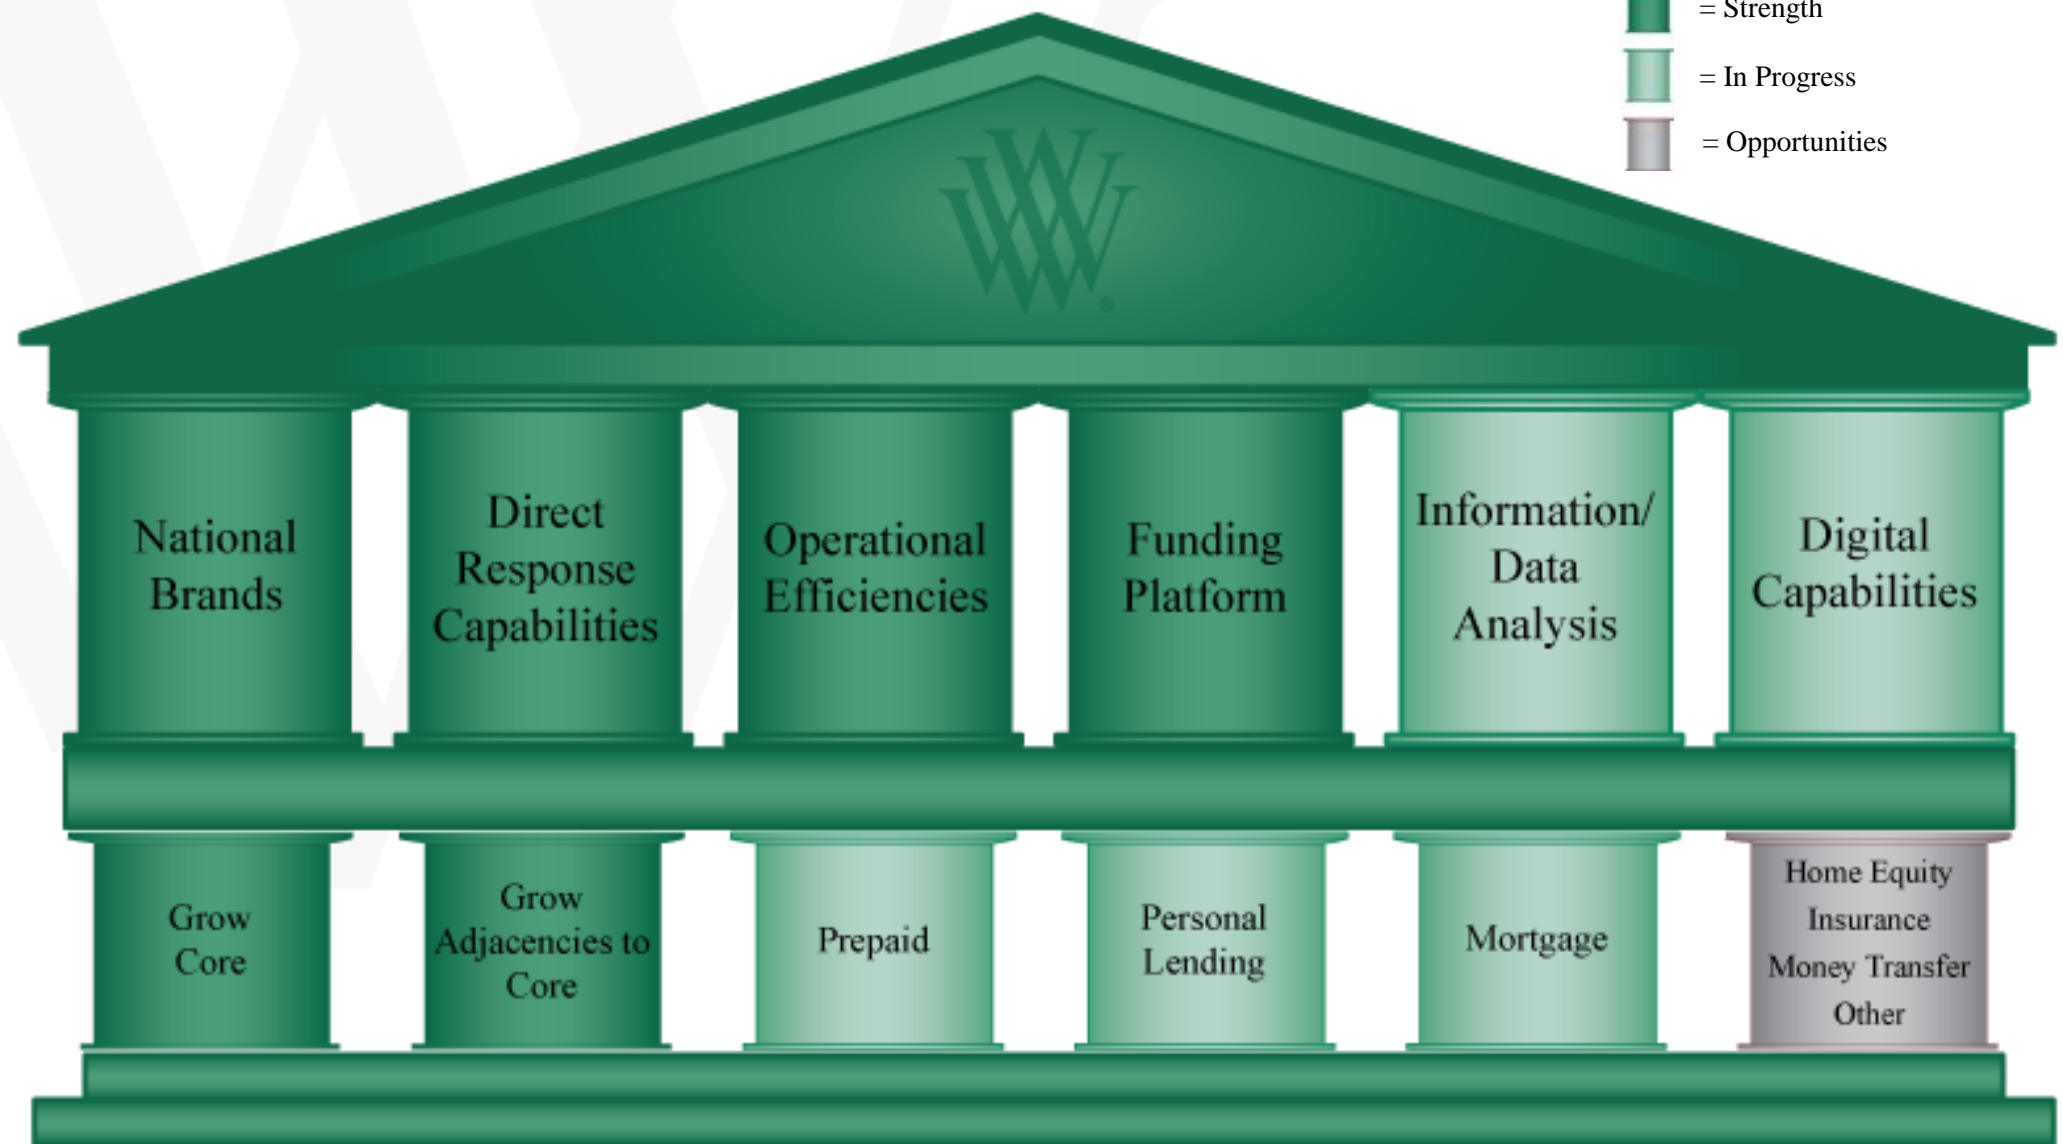 = Strength
= In Progress
= Opportunities
National
Brands
Direct
Response
Capabilities
Operational
Efficiencies
Funding
Platform
Information/
Data
Analysis
Digital
Capabilities
Grow
Core
Grow
Adjacencies to
Core
Prepaid
Personal
Lending
Mortgage
Home Equity
Insurance
Money Transfer
Other